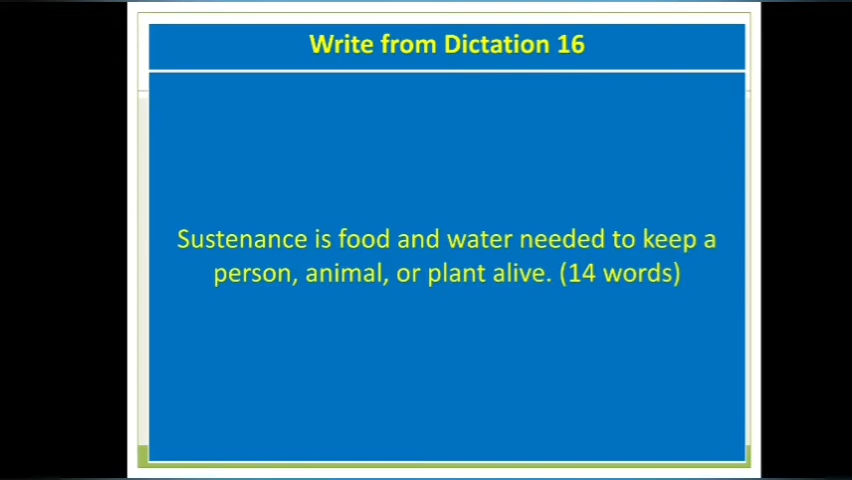 Write from Dictation 16
Sustenance is food and water needed to keep a
person, animal, or plant alive. (14 words)